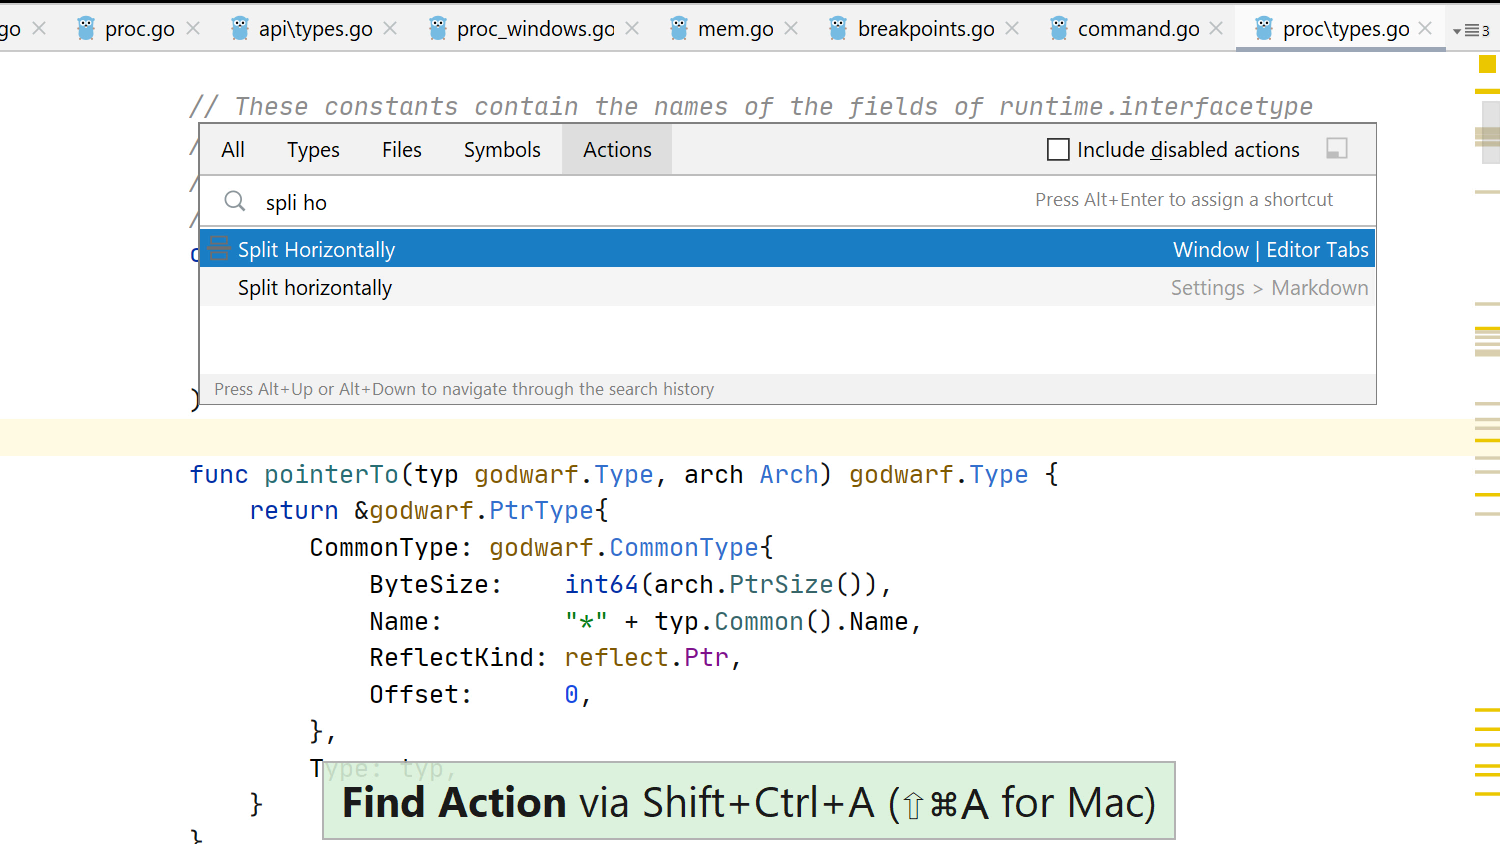 go proc.go api\types.go proc_windows.go mem.go breakpoints.go command.go proc\types.go 3
// These constants contain the names of the fields of runtime.interfacetype
All Types Files Symbols Actions Include disabled actions
spli ho Press Alt+Enter to assign a shortcut
Split Horizontally Window | Editor Tabs
Split horizontally Settings > Markdown
Press Alt+Up or Alt+Down to navigate through the search history
)
func pointerTo(typ godwarf.Type, arch Arch) godwarf.Type {
return &godwarf.PtrType{
CommonType: godwarf.CommonType{
ByteSize: int64(arch.PtrSize()),
Name: "*" + typ.Common().Name,
ReflectKind: reflect.Ptr,
Offset: 0,
},
Type: typ,
}
Find Action via Shift+Ctrl+A (⇧⌘A for Mac)
}